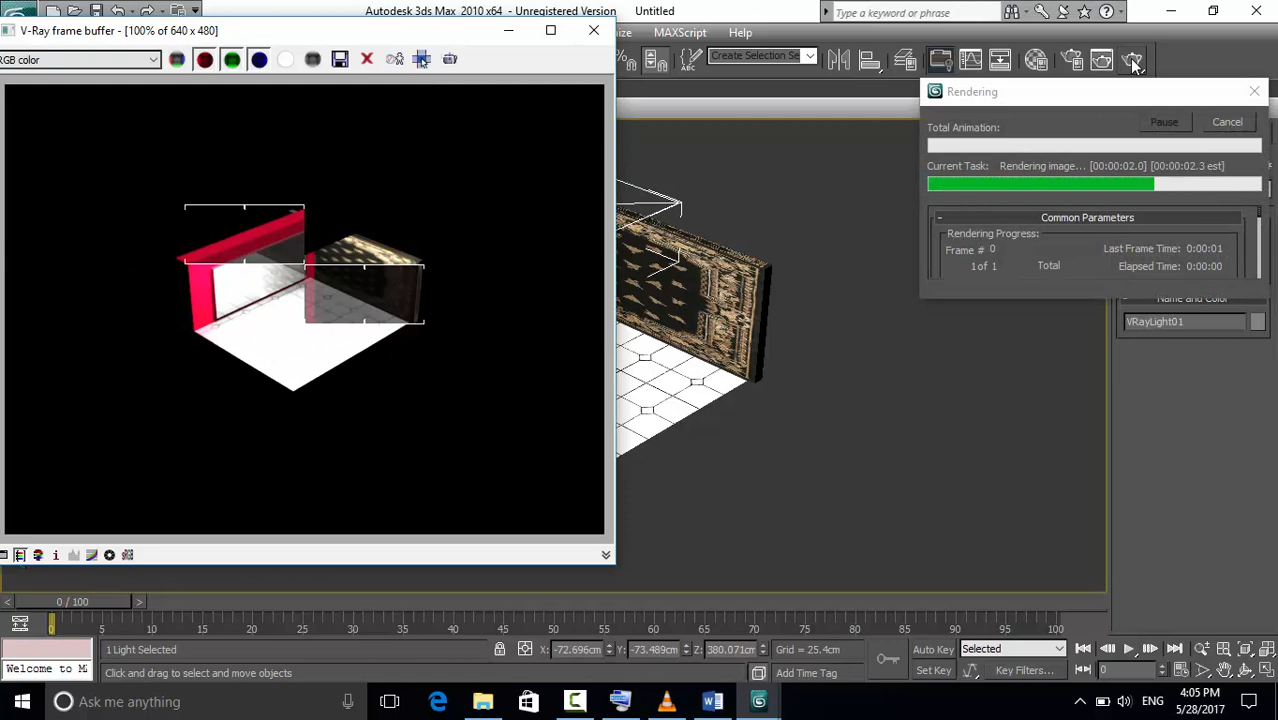 Autodesk 3ds Max 2010 x64 - Unregistered Version Untitled
Type a keyword or phrase
V-Ray frame buffer - [100% of 640 x 480]
MAXScript Help
RGB color
Create Selection Se
ABC
Rendering
Total Animation:
Pause Cancel
Current Task: Rendering image... [00:00:02.0] [00:00:02.3 est]
Common Parameters
Rendering Progress:
Frame # 0 Last Frame Time: 0:00:01
1 of 1 Total Elapsed Time: 0:00:00
Name and Color
VRayLight01
0 / 100
0 5 10 15 20 25 30 35 40 45 50 55 60 65 70 75 80 85 90 95 100
1 Light Selected X: -72.696cm Y: -73.489cm Z: 380.071cm Grid = 25.4cm Auto Key Selected
Welcome to M Click and drag to select and move objects Add Time Tag Set Key Key Filters... 0
Ask me anything ENG
4:05 PM
5/28/2017